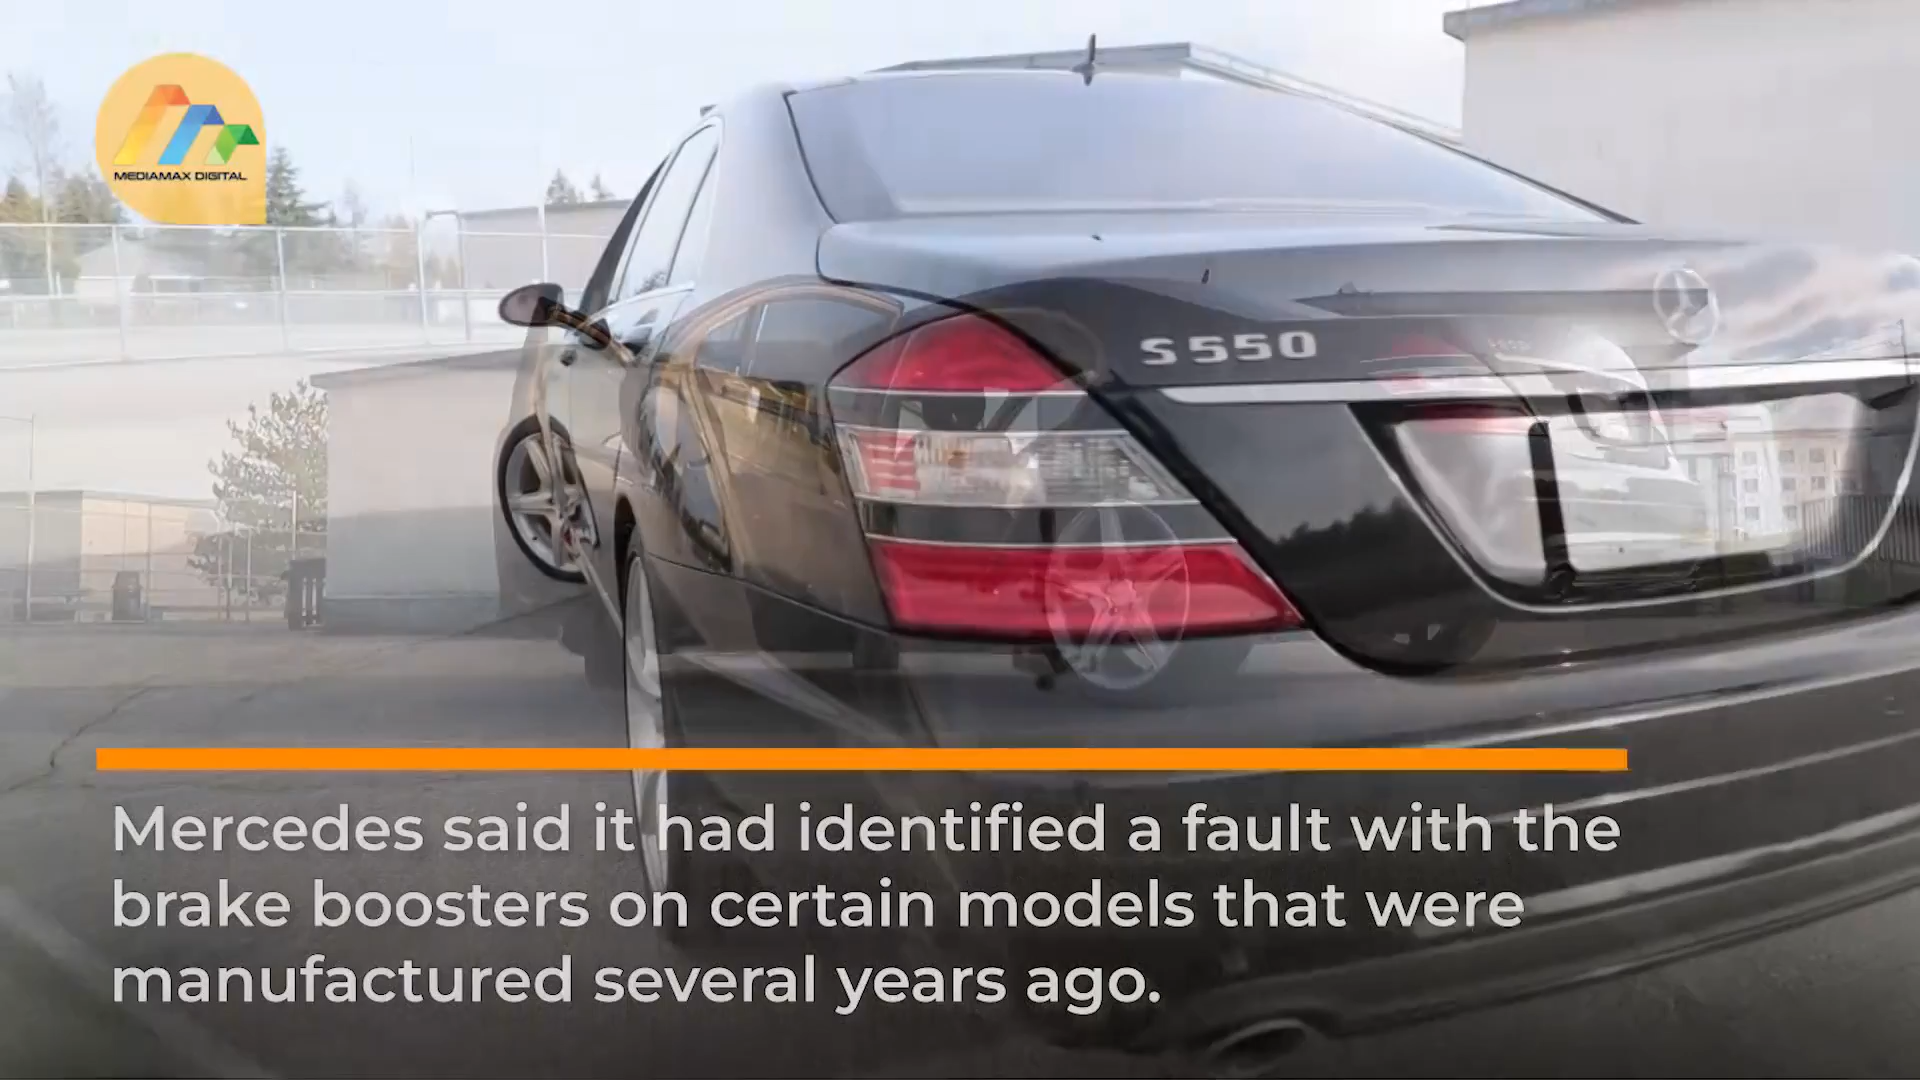 MEDIAMAX DIGITAL
S550
Mercedes said it had identified a fault with the
brake boosters on certain models that were
manufactured several years ago.